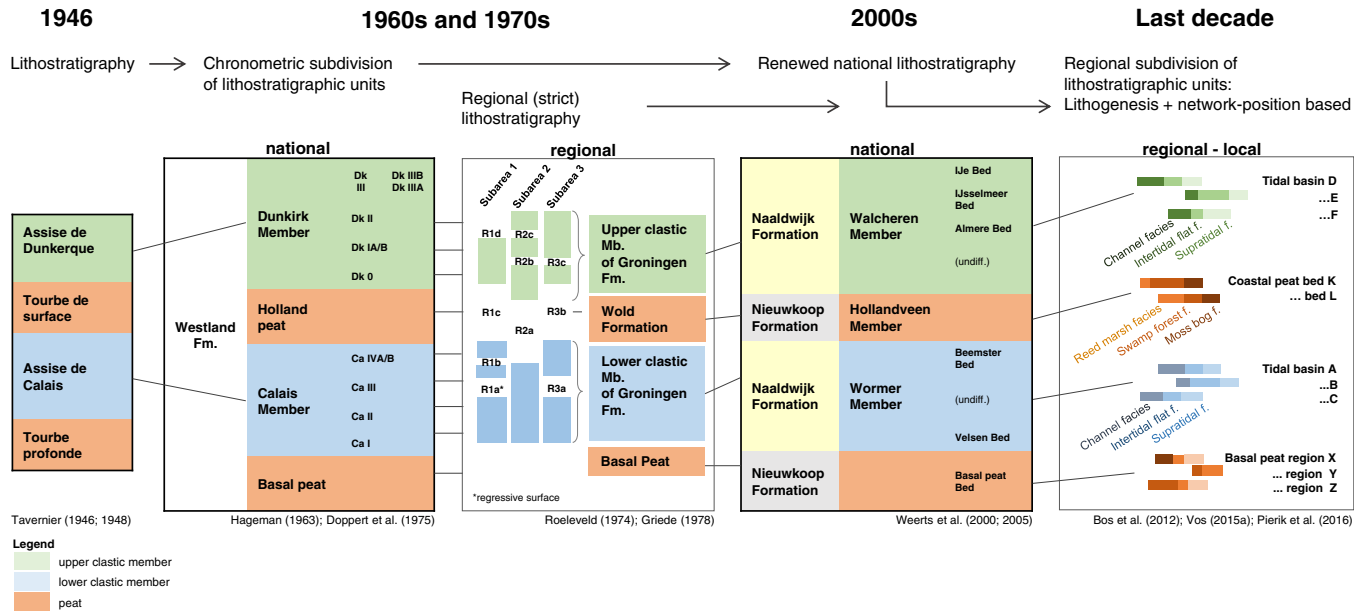 1946
1960s and 1970s
2000s
Last decade
Lithostratigraphy
Chronometric subdivision
of lithostratigraphic units
Renewed national lithostratigraphy
Regional subdivision of
lithostratigraphic units:
Lithogenesis + network-position based
Regional (strict)
lithostratigraphy
national
regional
national
regional - local
Assise de
Dunkerque
Tourbe de
surface
Assise de
Calais
Tourbe
profonde
Westland
Fm.
Dunkirk
Member
Dk
III
Dk IIIB
Dk IIIA
Dk II
Dk IA/B
Dk 0
Holland
peat
Calais
Member
Ca IVA/B
Ca III
Ca II
Ca I
Basal peat
Subarea 1
Subarea 2
Subarea 3
R1d
R2c
R2b
R3c
R1c
R3b
R2a
R1b
R1a*
R3a
*regressive surface
Upper clastic
Mb.
of Groningen
Fm.
Wold
Formation
Lower clastic
Mb.
of Groningen
Fm.
Basal Peat
Naaldwijk
Formation
Walcheren
Member
IJe Bed
IJsselmeer
Bed
Almere Bed
(undiff.)
Nieuwkoop
Formation
Hollandveen
Member
Naaldwijk
Formation
Wormer
Member
Beemster
Bed
(undiff.)
Velsen Bed
Nieuwkoop
Formation
Basal peat
Bed
Tidal basin D
...E
...F
Channel facies
Intertidal flat f.
Supratidal f.
Coastal peat bed K
... bed L
Reed marsh facies
Swamp forest f.
Moss bog f.
Tidal basin A
...B
...C
Channel facies
Intertidal flat f.
Supratidal f.
Basal peat region X
... region Y
... region Z
Tavernier (1946; 1948)
Hageman (1963); Doppert et al. (1975)
Roeleveld (1974); Griede (1978)
Weerts et al. (2000; 2005)
Bos et al. (2012); Vos (2015a); Pierik et al. (2016)
Legend
upper clastic member
lower clastic member
peat